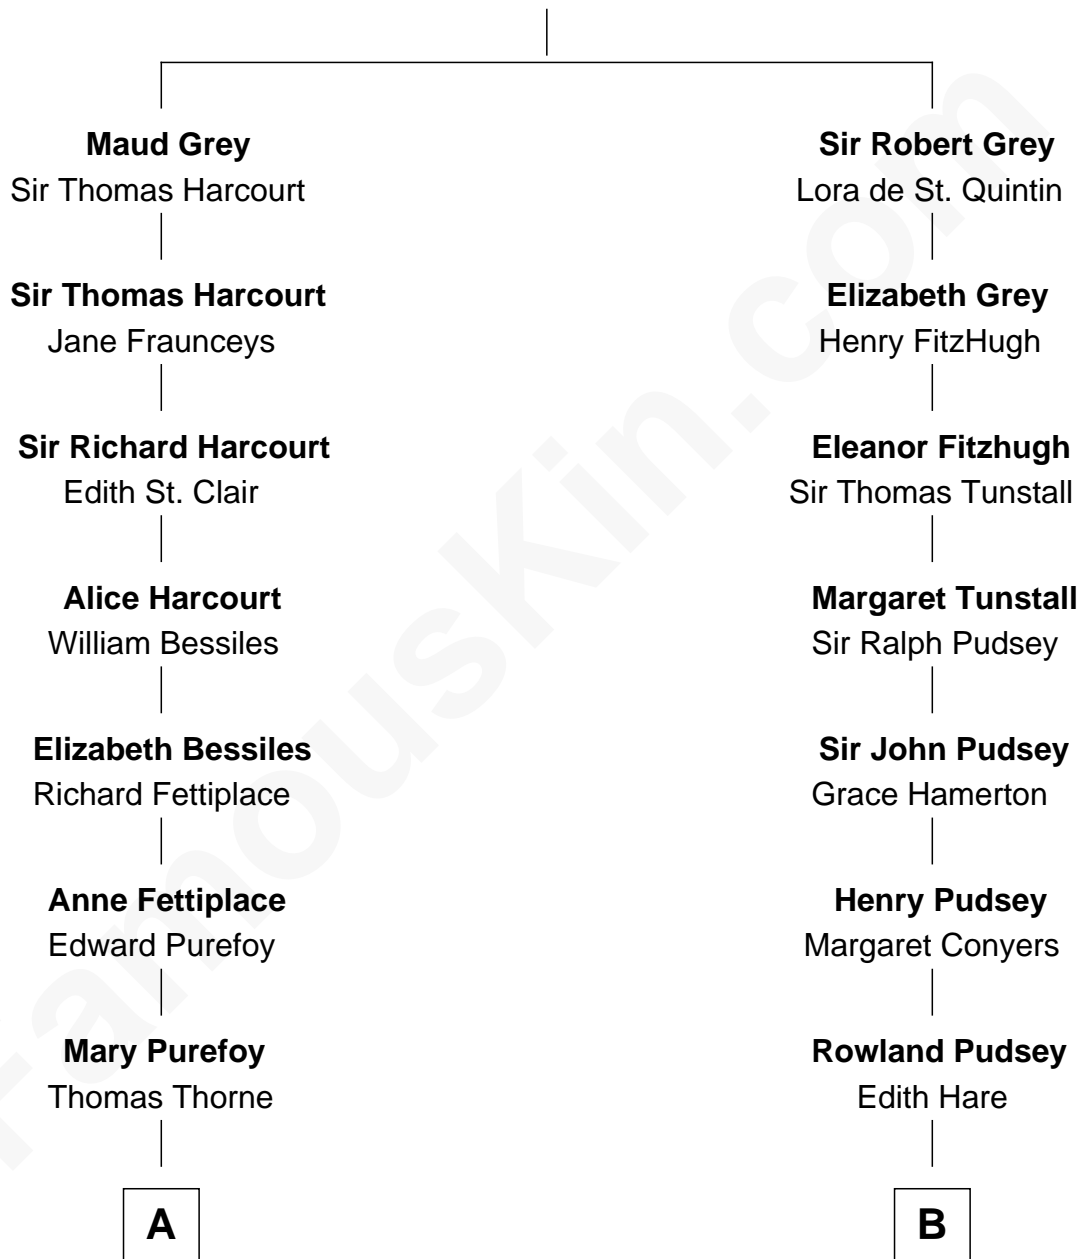 Maud Grey
Sir Thomas Harcourt
Sir Thomas Harcourt
Jane Fraunceys
Sir Richard Harcourt
Edith St. Clair
Alice Harcourt
William Bessiles
Elizabeth Bessiles
Richard Fettiplace
Anne Fettiplace
Edward Purefoy
Mary Purefoy
Thomas Thorne
A
Sir Robert Grey
Lora de St. Quintin
Elizabeth Grey
Henry FitzHugh
Eleanor Fitzhugh
Sir Thomas Tunstall
Margaret Tunstall
Sir Ralph Pudsey
Sir John Pudsey
Grace Hamerton
Henry Pudsey
Margaret Conyers
Rowland Pudsey
Edith Hare
B
FamousKin.com